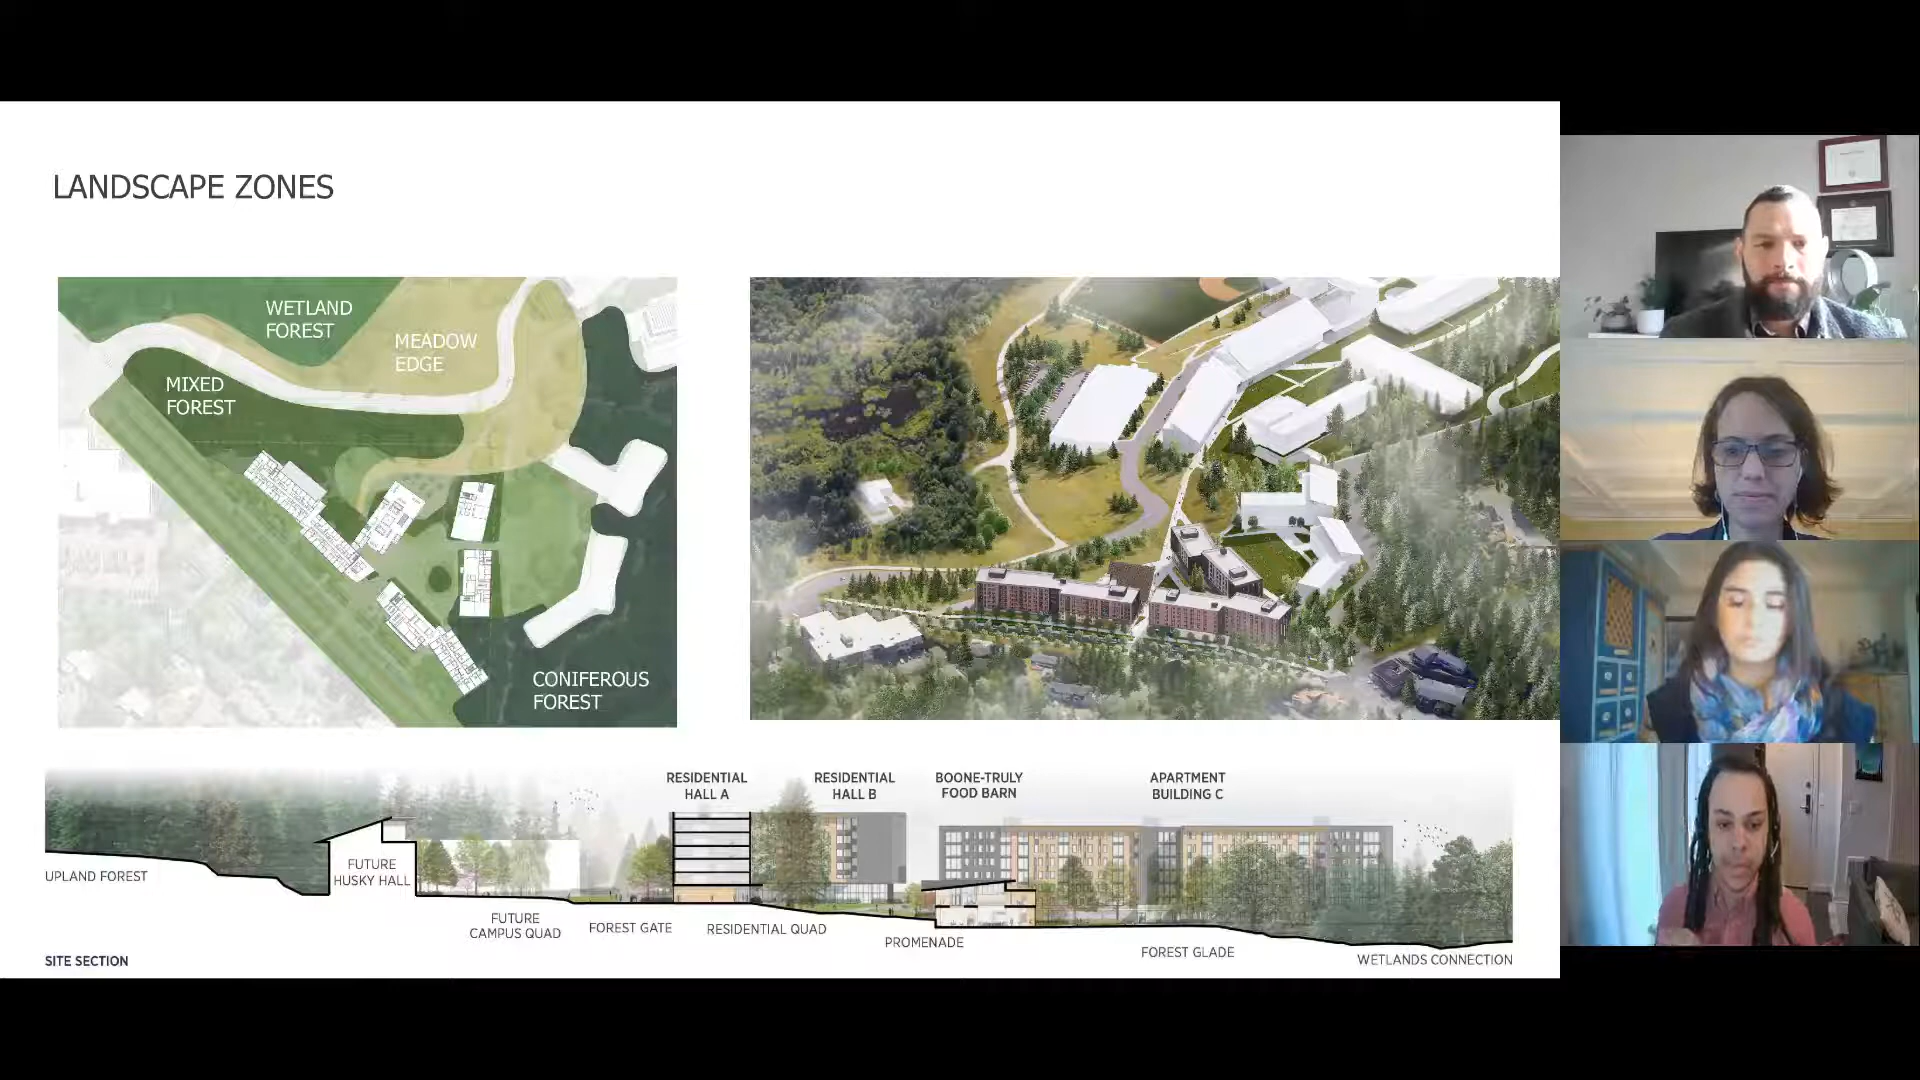 LANDSCAPE ZONES
WETLAND
FOREST
MEADOW
EDGE
MIXED
FOREST
CONIFEROUS
FOREST
RESIDENTIAL
HALL A
RESIDENTIAL
HALL B
BOONE-TRULY
FOOD BARN
APARTMENT
BUILDING C
UPLAND FOREST
FUTURE
HUSKY HALL
FUTURE
CAMPUS QUAD
FOREST GATE
RESIDENTIAL QUAD
PROMENADE
FOREST GLADE
WETLANDS CONNECTION
SITE SECTION